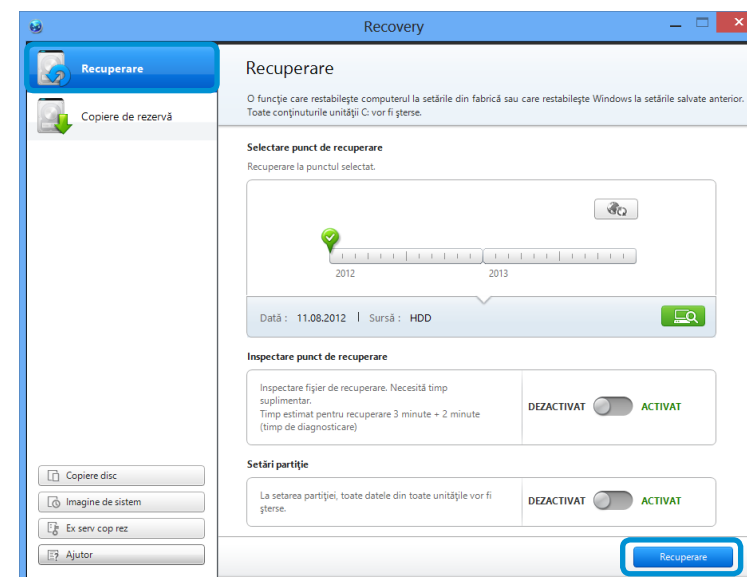 Recovery
Recuperare
Copiere de rezervă
Copiere disc
Imagine de sistem
Ex serv cop rez
Ajutor
Recuperare
O funcţie care restabileşte computerul la setările din fabrică sau care restabileşte Windows la setările salvate anterior.
Toate conţinuturile unităţii C: vor fi şterse.
Selectare punct de recuperare
Recuperare la punctul selectat.
2012 2013
Dată : 11.08.2012 | Sursă : HDD
Inspectare punct de recuperare
Inspectare fişier de recuperare. Necesită timp
suplimentar.
Timp estimat pentru recuperare 3 minute + 2 minute
(timp de diagnosticare)
DEZACTIVAT ACTIVAT
Setări partiţie
La setarea partiţiei, toate datele din toate unităţile vor fi
şterse.
DEZACTIVAT ACTIVAT
Recuperare